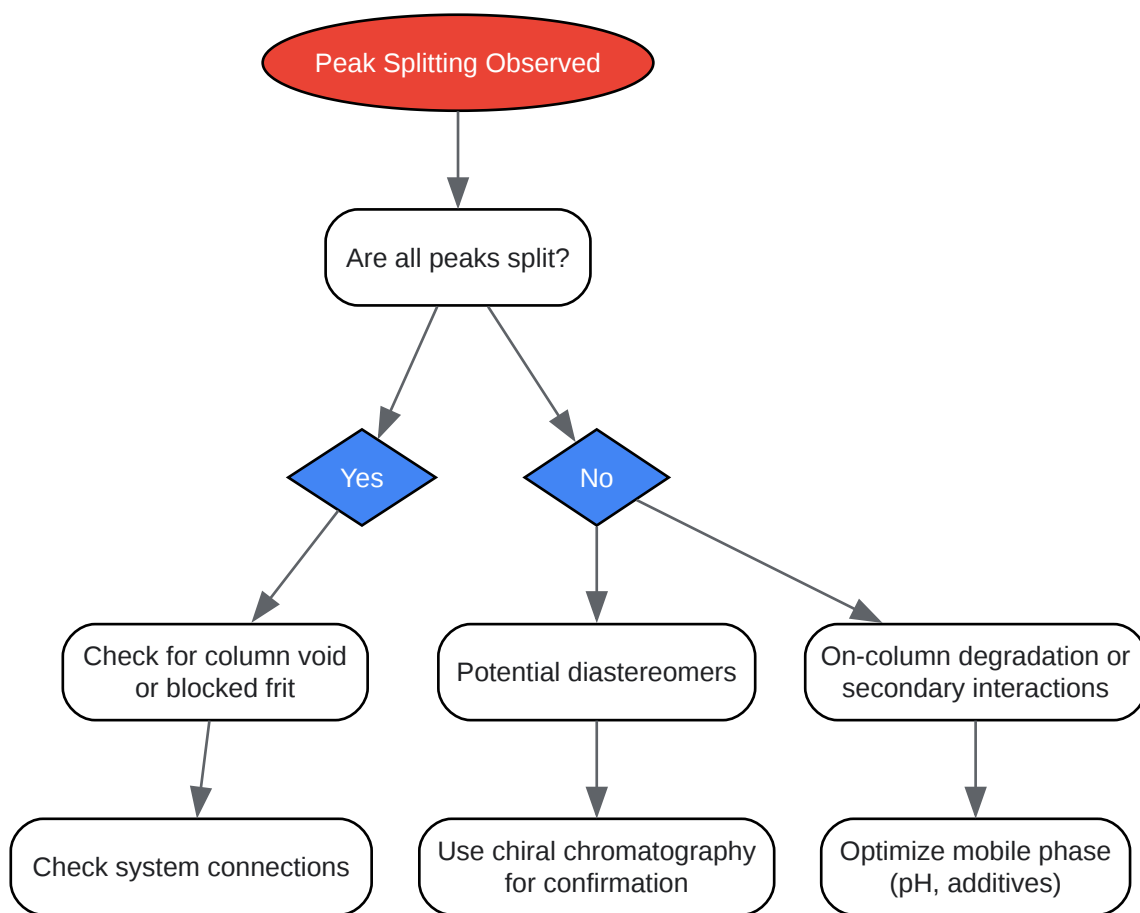 Peak Splitting Observed
Are all peaks split?
Yes
No
Check for column void
or blocked frit
Potential diastereomers
On-column degradation or
secondary interactions
Check system connections
Use chiral chromatography
for confirmation
Optimize mobile phase
(pH, additives)